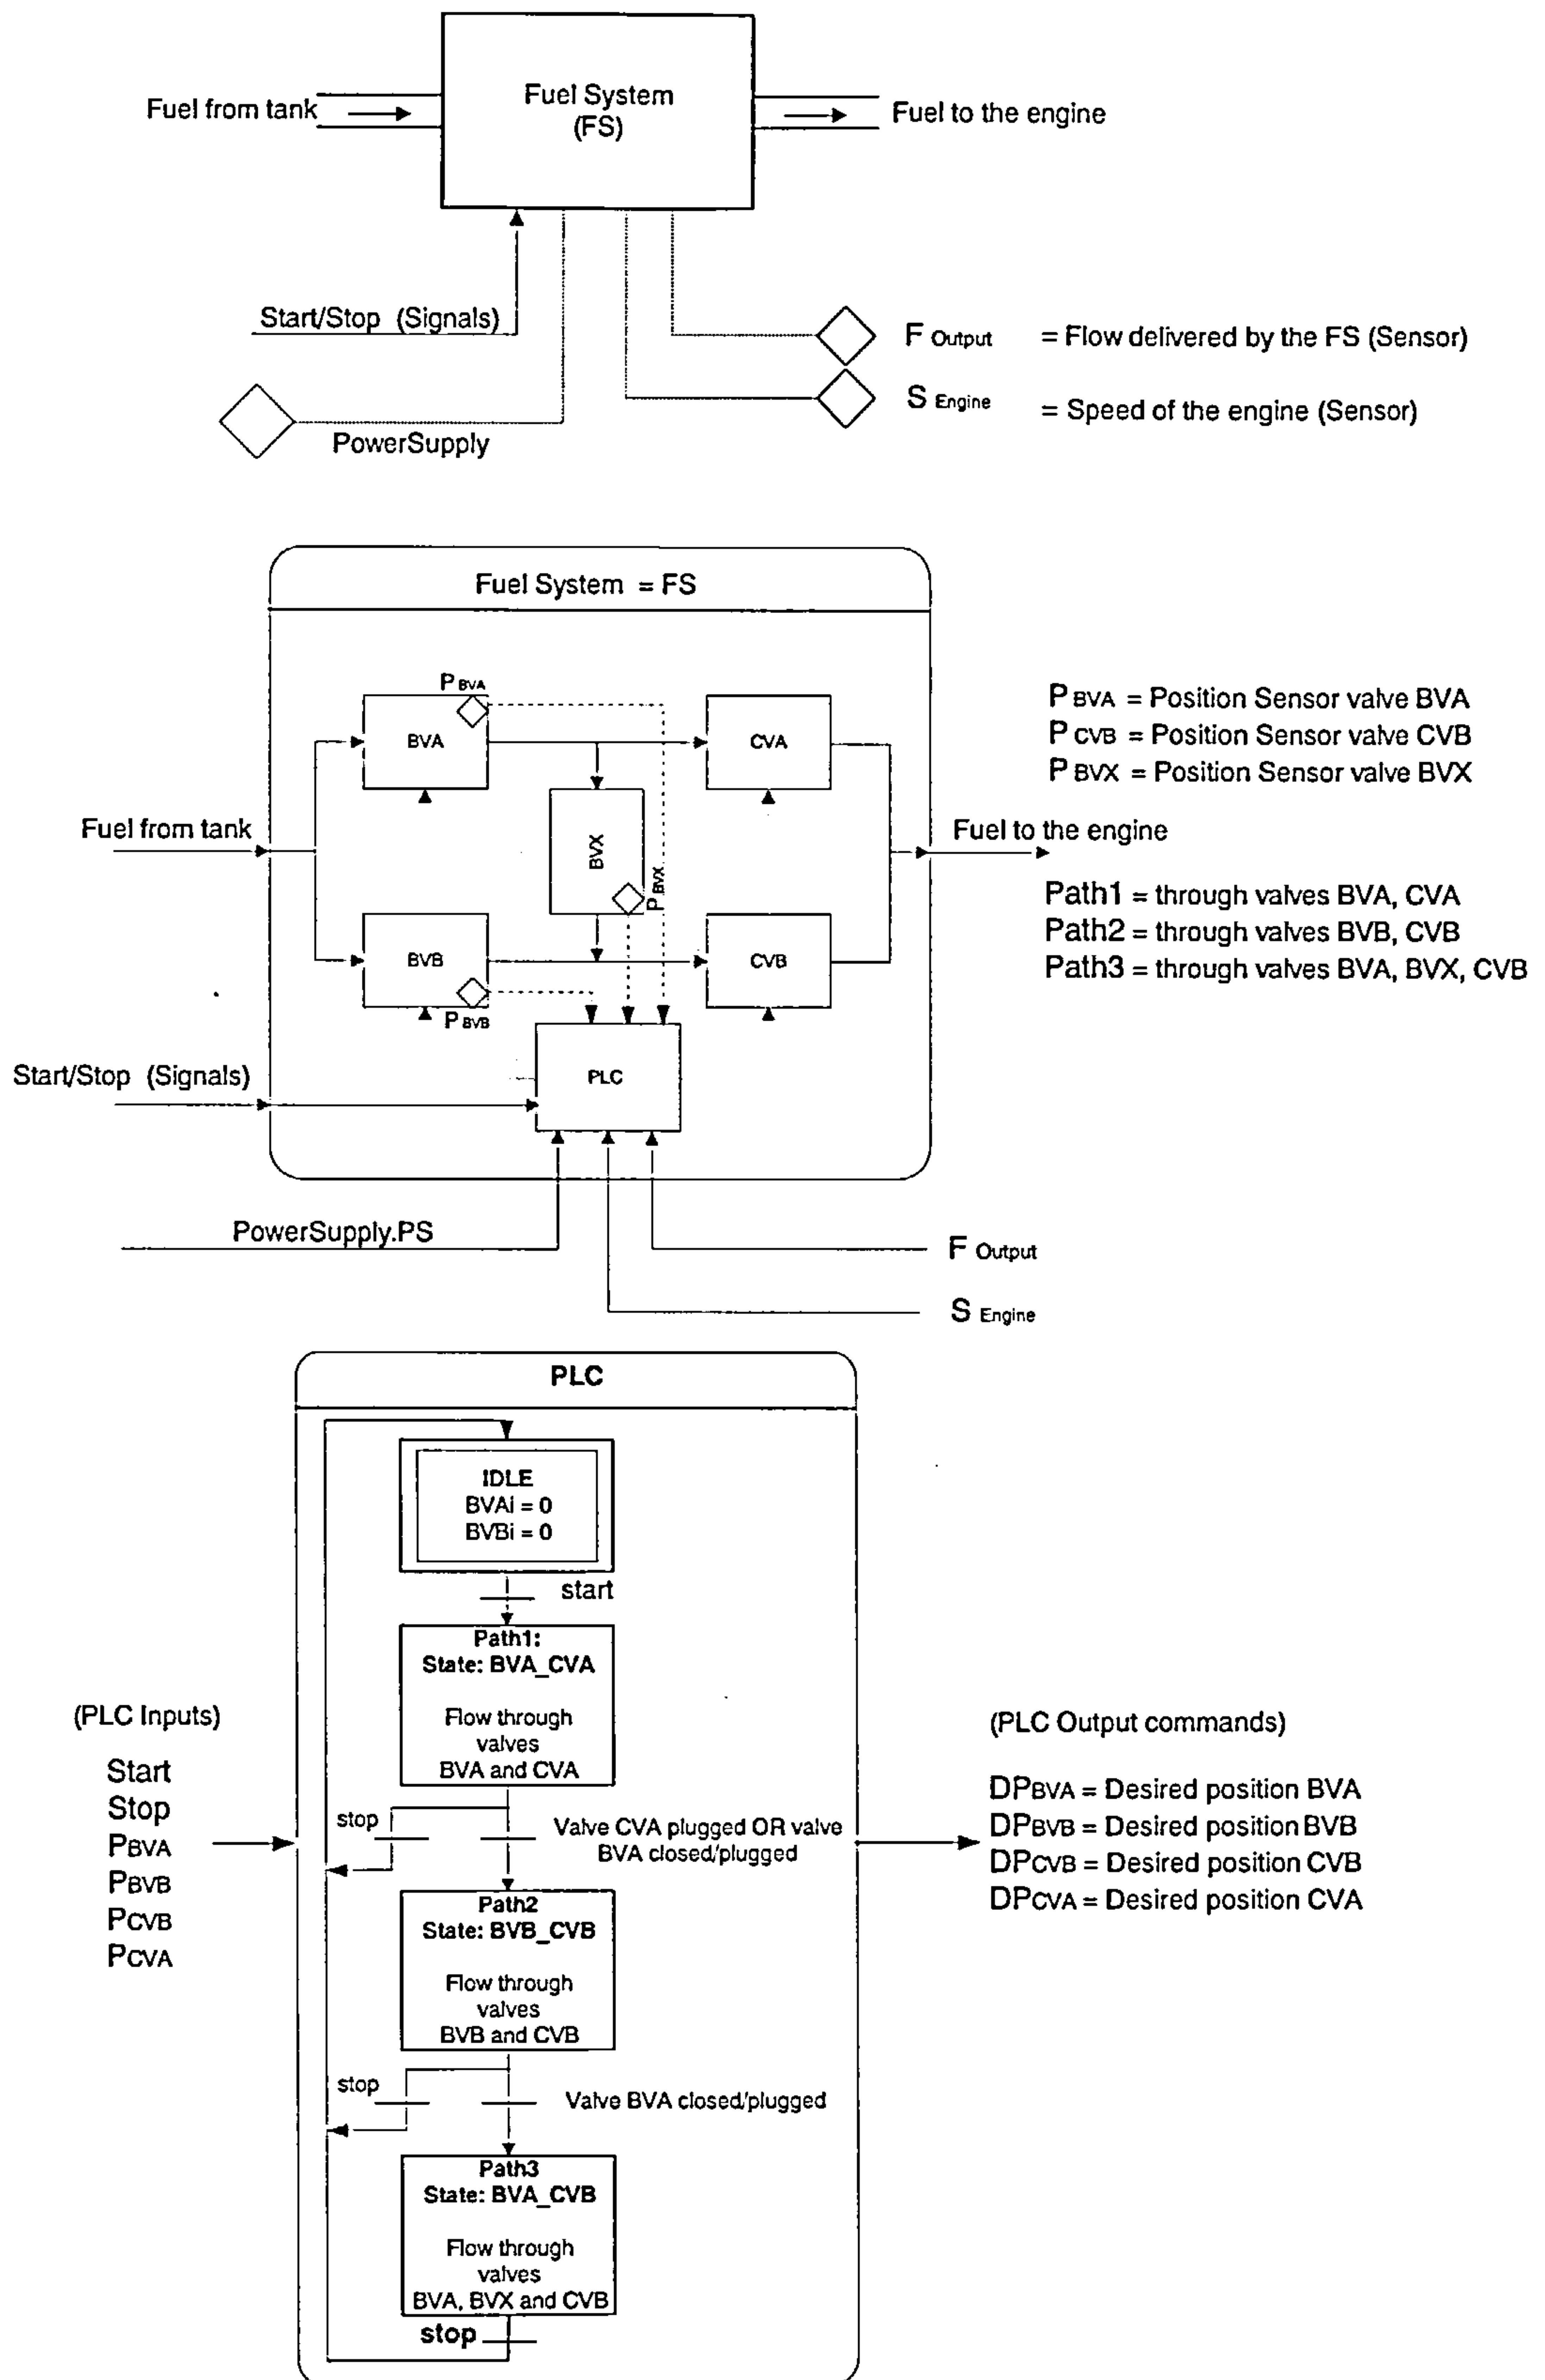 Fuel from tank
Fuel System
(FS)
Fuel to the engine
Start/Stop (Signals)
PowerSupply
F Output = Flow delivered by the FS (Sensor)
S Engine = Speed of the engine (Sensor)
Fuel System = FS
P BVA
BVA
CVA
BVX
P BVX
BVB
P BVB
CVB
PLC
Fuel from tank
Fuel to the engine
P BVA = Position Sensor valve BVA
P CVB = Position Sensor valve CVB
P BVX = Position Sensor valve BVX
Path1 = through valves BVA, CVA
Path2 = through valves BVB, CVB
Path3 = through valves BVA, BVX, CVB
Start/Stop (Signals)
PowerSupply.PS
F Output
S Engine
PLC
IDLE
BVAi = 0
BVBi = 0
start
Path1:
State: BVA_CVA
Flow through
valves
BVA and CVA
stop
Valve CVA plugged OR valve
BVA closed/plugged
Path2
State: BVB_CVB
Flow through
valves
BVB and CVB
stop
Valve BVA closed/plugged
Path3
State: BVA_CVB
Flow through
valves
BVA, BVX and CVB
stop
(PLC Inputs)
Start
Stop
PBVA
PBVB
PCVB
PCVA
(PLC Output commands)
DPBVA = Desired position BVA
DPBVB = Desired position BVB
DPCVB = Desired position CVB
DPCVA = Desired position CVA